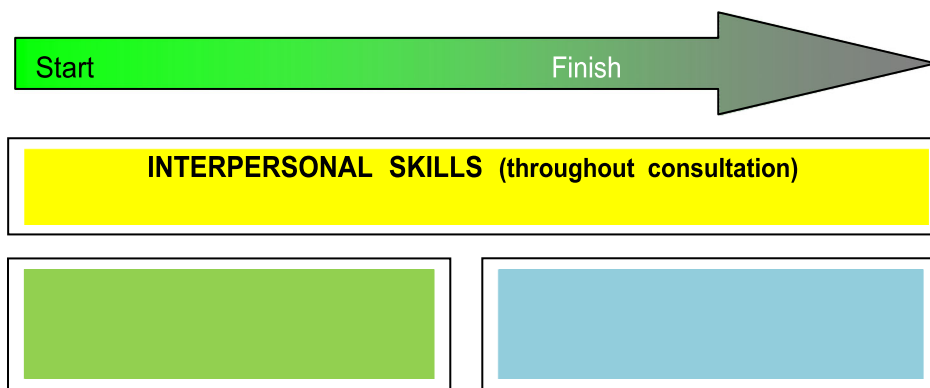 Start Finish
INTERPERSONAL SKILLS (throughout consultation)